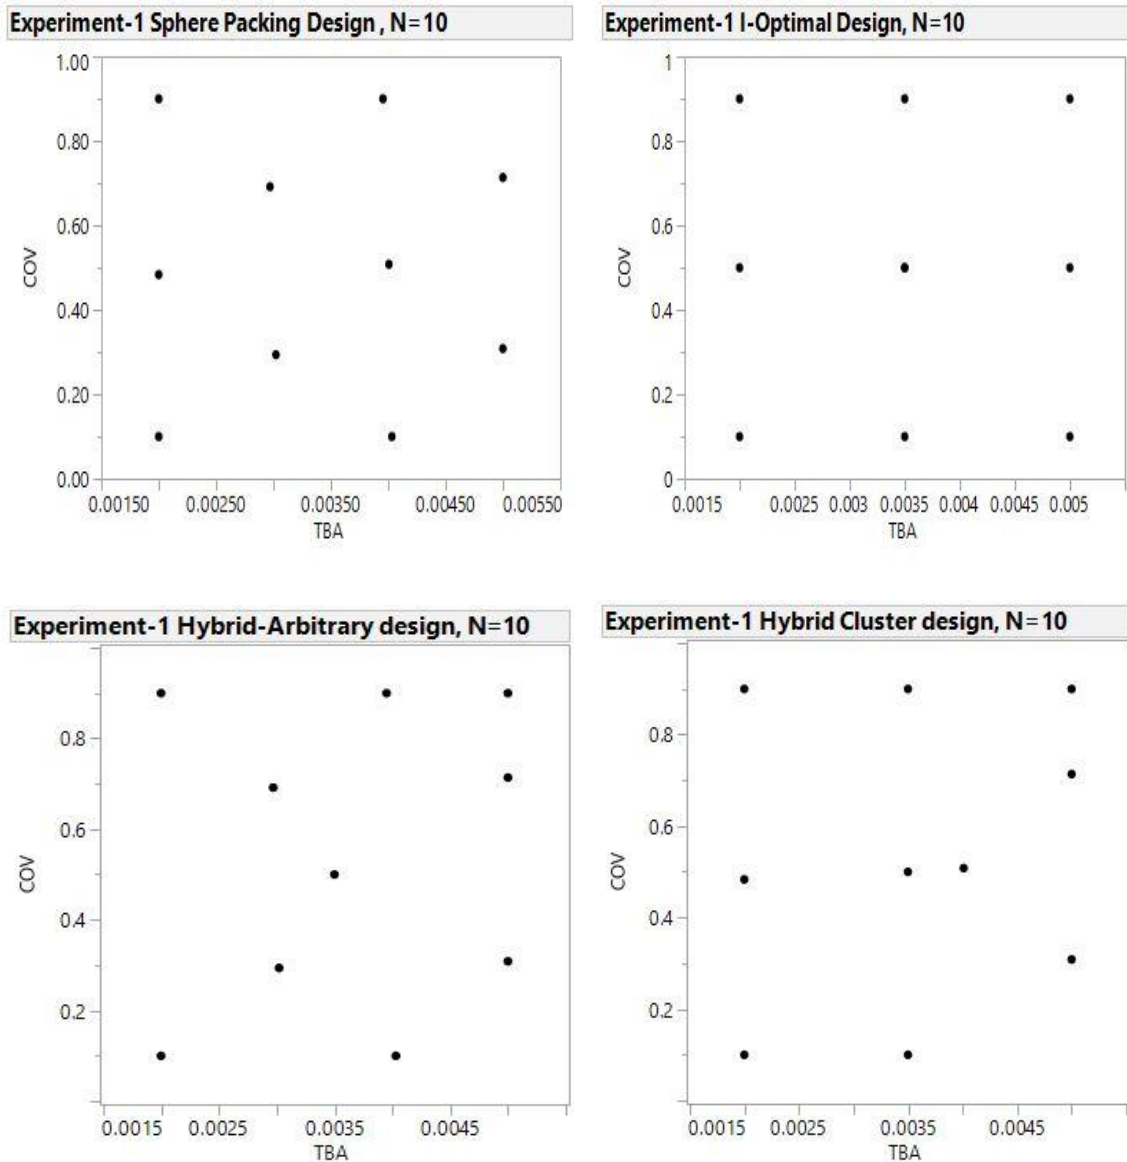 Experiment-1 Sphere Packing Design , N=10
1.00
0.80
0.60
0.40
0.20
0.00
COV
0.00150 0.00250 0.00350 0.00450 0.00550
TBA
Experiment-1 I-Optimal Design, N=10
1
0.8
0.6
0.4
0.2
0
COV
0.0015 0.0025 0.003 0.0035 0.004 0.0045 0.005
TBA
Experiment-1 Hybrid-Arbitrary design, N=10
0.8
0.6
0.4
0.2
COV
0.0015 0.0025 0.0035 0.0045
TBA
Experiment-1 Hybrid Cluster design, N=10
0.8
0.6
0.4
0.2
COV
0.0015 0.0025 0.0035 0.0045
TBA